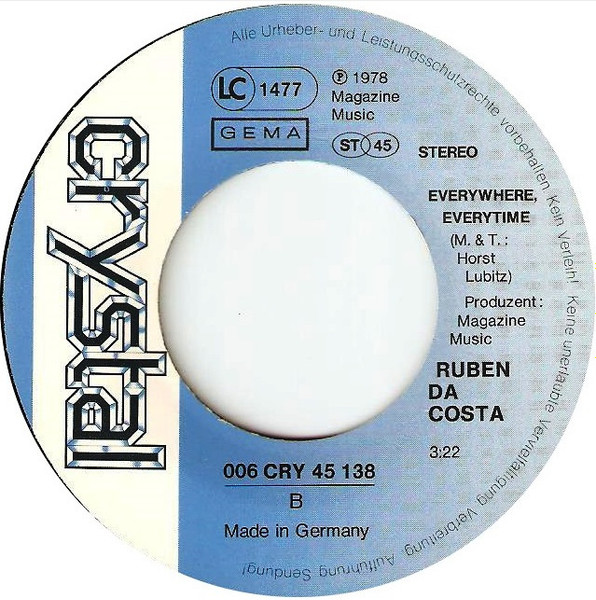 Alle Urheber- und Leistungsschutzrechte vorbehalten Kein Verleih! Keine unerlaubte Vervielfältigung Verbreitung, Aufführung Sendung!
crystal
LC 1477
GEMA
℗ 1978
Magazine
Music
ST 45
STEREO
EVERYWHERE,
EVERYTIME
(M. & T.:
Horst
Lubitz)
Produzent:
Magazine
Music
RUBEN
DA
COSTA
3:22
006 CRY 45 138
B
Made in Germany